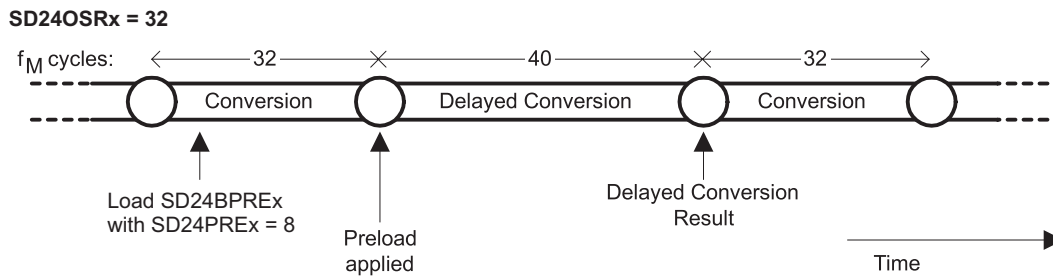 SD24OSRx = 32
fM cycles: 32 40 32
Conversion Delayed Conversion Conversion
Load SD24BPREx
with SD24PREx = 8
Preload
applied
Delayed Conversion
Result
Time